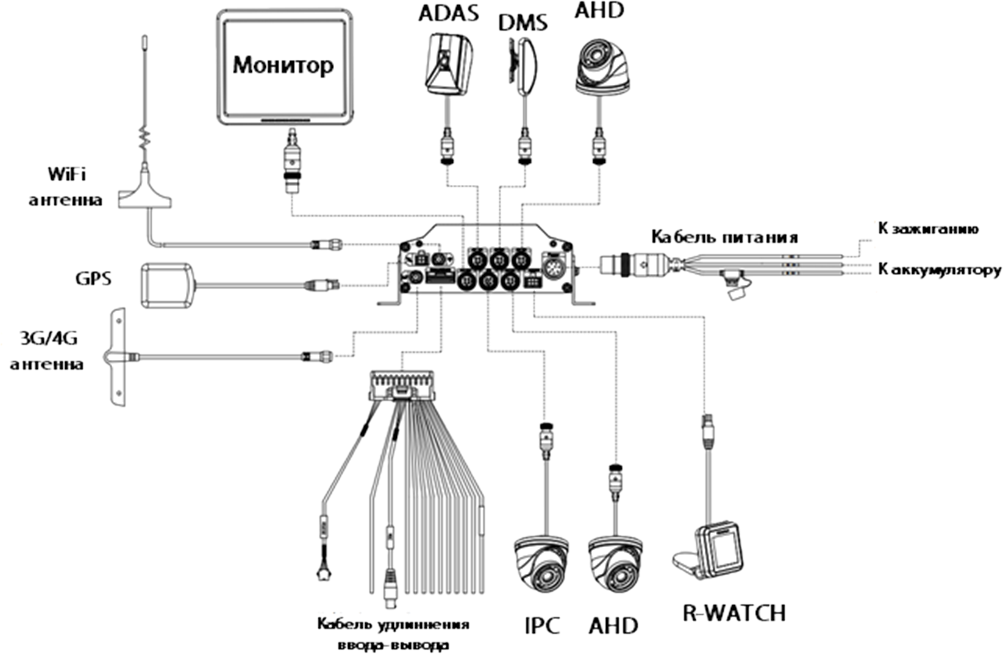 ADAS
DMS
AHD
Монитор
WiFi
антенна
Кабель питания
К зажиганию
К аккумулятору
GPS
3G/4G
антенна
Кабель удлиннения
ввода-вывода
IPC
AHD
R-WATCH